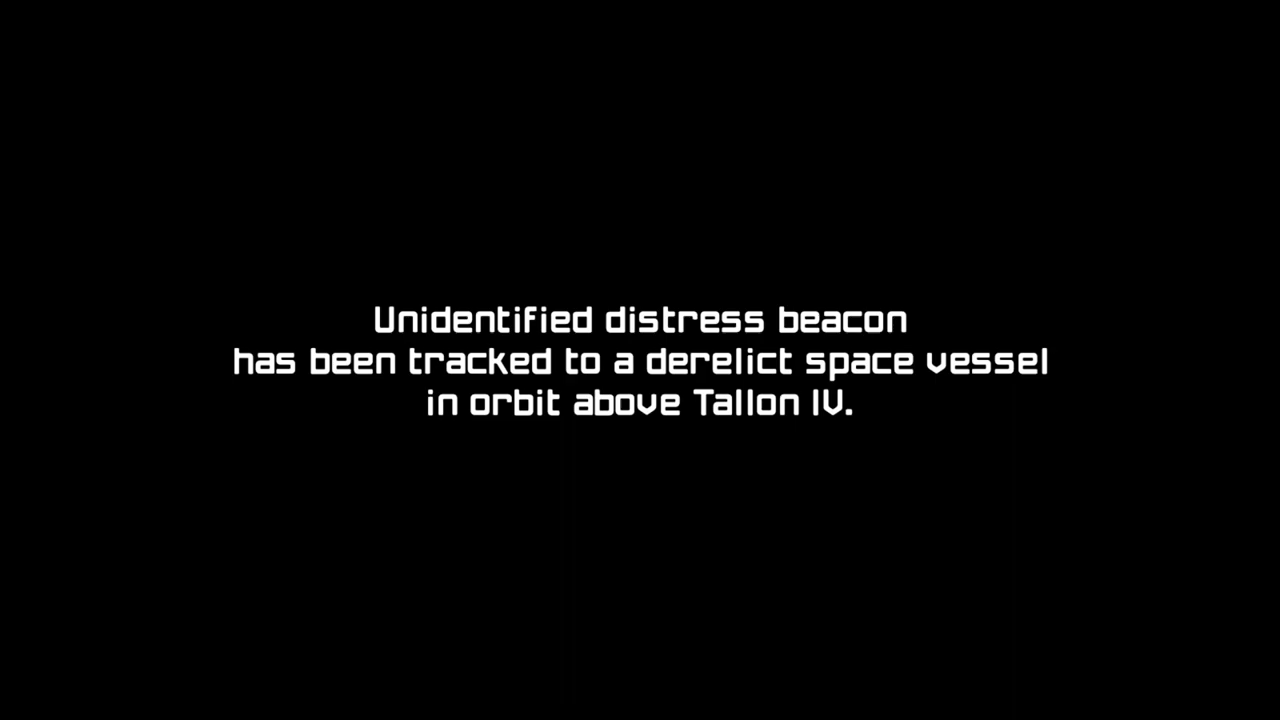 Unidentified distress beacon
has been tracked to a derelict space vessel
in orbit above Tallon IV.